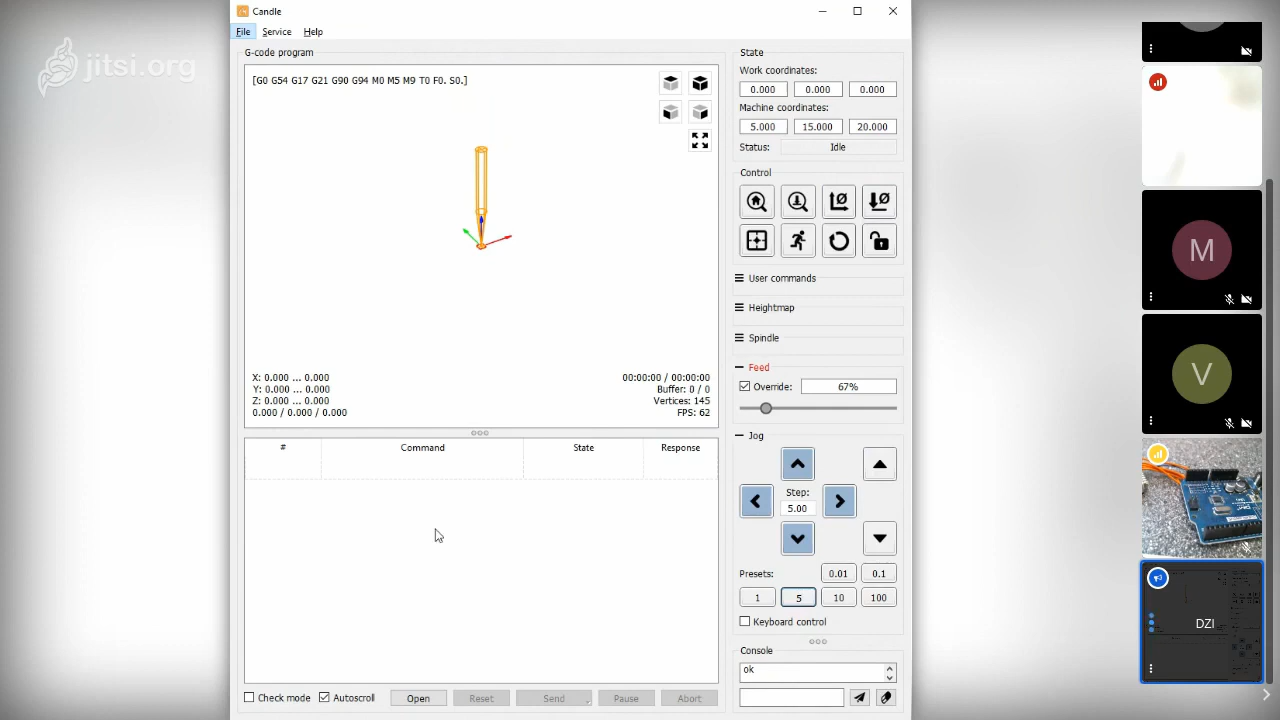 Candle
jitsi.org
File Service Help
G-code program
[G0 G54 G17 G21 G90 G94 M0 M5 M9 T0 F0. S0.]
X: 0.000 ... 0.000
Y: 0.000 ... 0.000
Z: 0.000 ... 0.000
0.000 / 0.000 / 0.000
00:00:00 / 00:00:00
Buffer: 0 / 0
Vertices: 145
FPS: 62
# Command State Response
Check mode Autoscroll Open Reset Send Pause Abort
State
Work coordinates:
0.000 0.000 0.000
Machine coordinates:
5.000 15.000 20.000
Status: Idle
Control
User commands
Heightmap
Spindle
Feed
Override: 67%
Jog
Step:
5.00
Presets: 0.01 0.1
1 5 10 100
Keyboard control
Console
ok
M
V
DZI